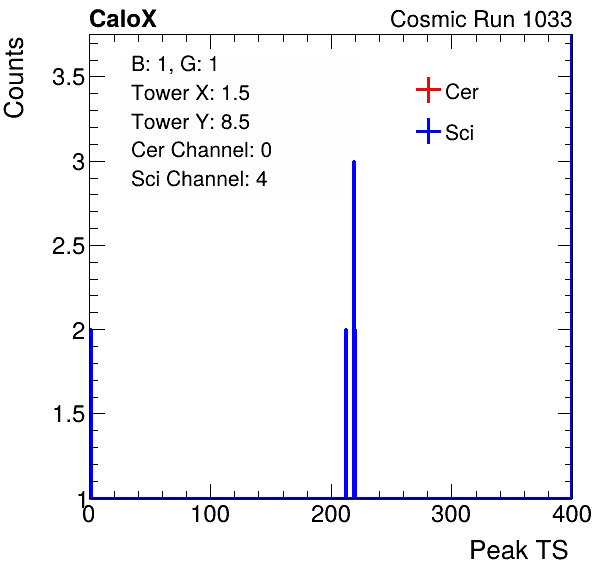 CaloX
Cosmic Run 1033
Counts
B: 1, G: 1
Tower X: 1.5
Tower Y: 8.5
Cer Channel: 0
Sci Channel: 4
Cer
Sci
3.5
3
2.5
2
1.5
1
0
100
200
300
400
Peak TS